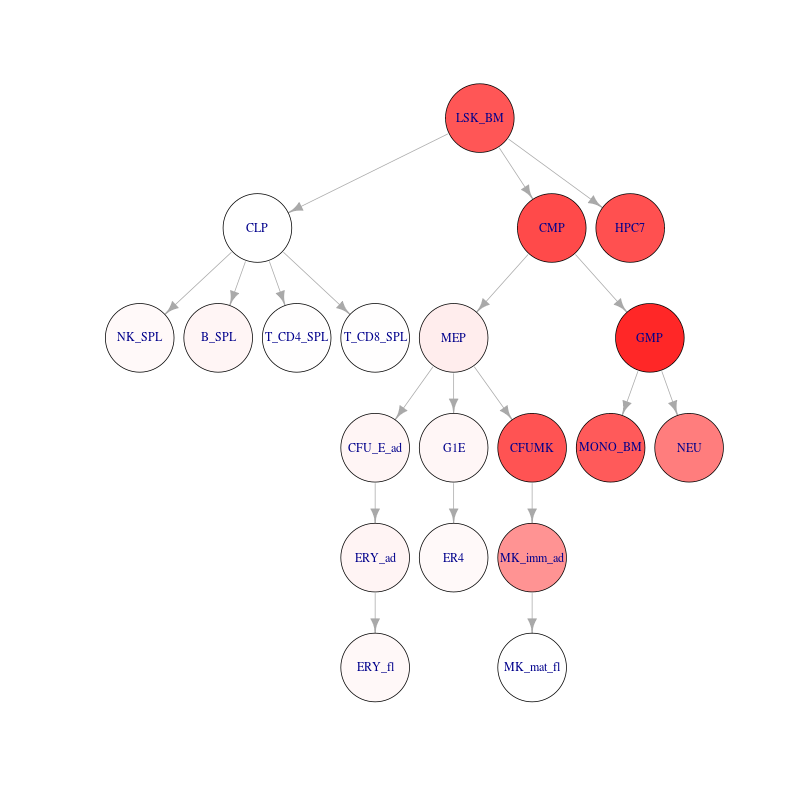 LSK_BM
CLP
CMP
HPC7
NK_SPL
B_SPL
T_CD4_SPL
T_CD8_SPL
MEP
GMP
CFU_E_ad
G1E
CFUMK
MONO_BM
NEU
ERY_ad
ER4
MK_imm_ad
ERY_fl
MK_mat_fl